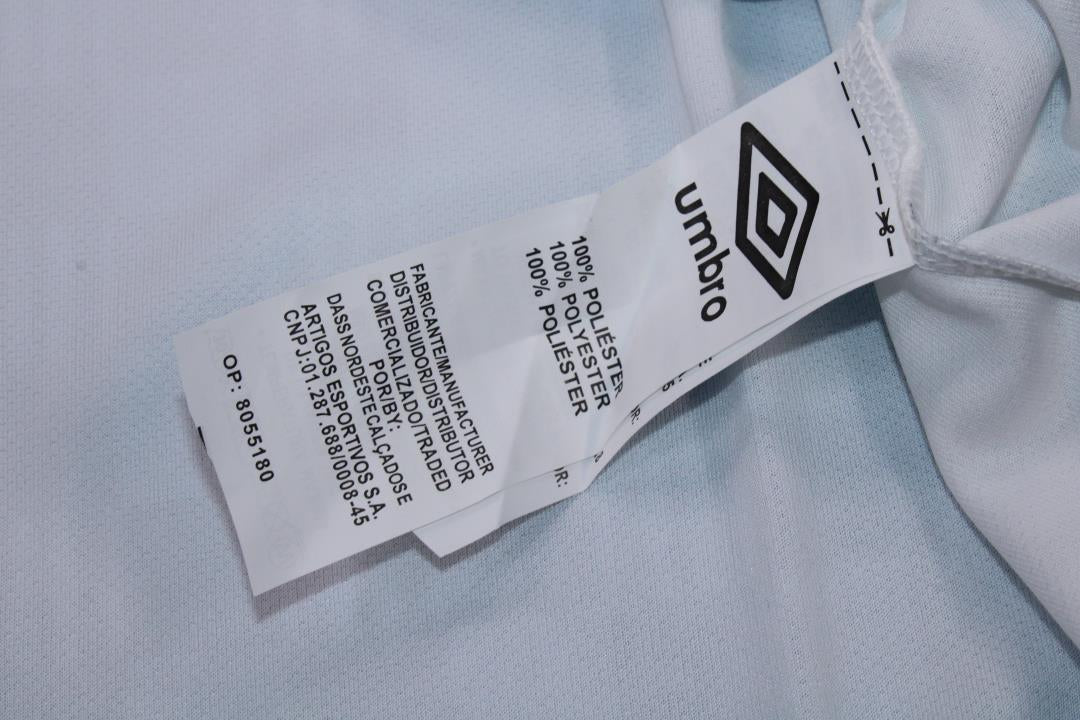 umbro
100% POLIÉSTER
100% POLYESTER
100% POLIÉSTER
FABRICANTE/MANUFACTURER
DISTRIBUIDOR/DISTRIBUTOR
COMERCIALIZADO/TRADED
POR/BY:
DASS NORDESTE CALÇADOS E
ARTIGOS ESPORTIVOS S.A.
CNPJ:01.287.688/0008-45
OP: 8055180